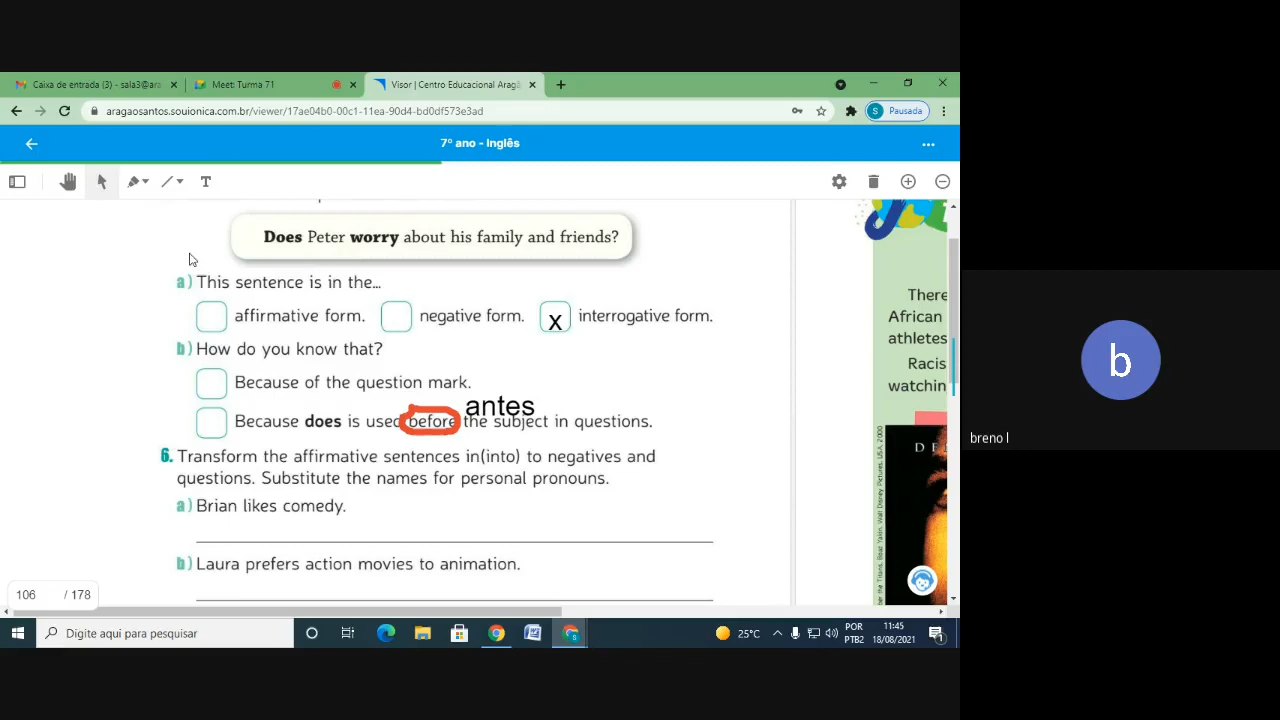 Caixa de entrada (3) - sala3@ara
Meet: Turma 71
Visor | Centro Educacional Aragã
aragaosantos.souionica.com.br/viewer/17ae04b0-00c1-11ea-90d4-bd0df573e3ad
S Pausada
7º ano - Inglês
T
Does Peter worry about his family and friends?
a) This sentence is in the...
affirmative form. negative form. x interrogative form.
b) How do you know that?
Because of the question mark.
antes
Because does is used before the subject in questions.
6. Transform the affirmative sentences in(into) to negatives and
questions. Substitute the names for personal pronouns.
a) Brian likes comedy.
b) Laura prefers action movies to animation.
106 / 178
There
African
athletes
Racis
watching
D E
b
breno l
Digite aqui para pesquisar
25°C
POR
PTB2
11:45
18/08/2021
1